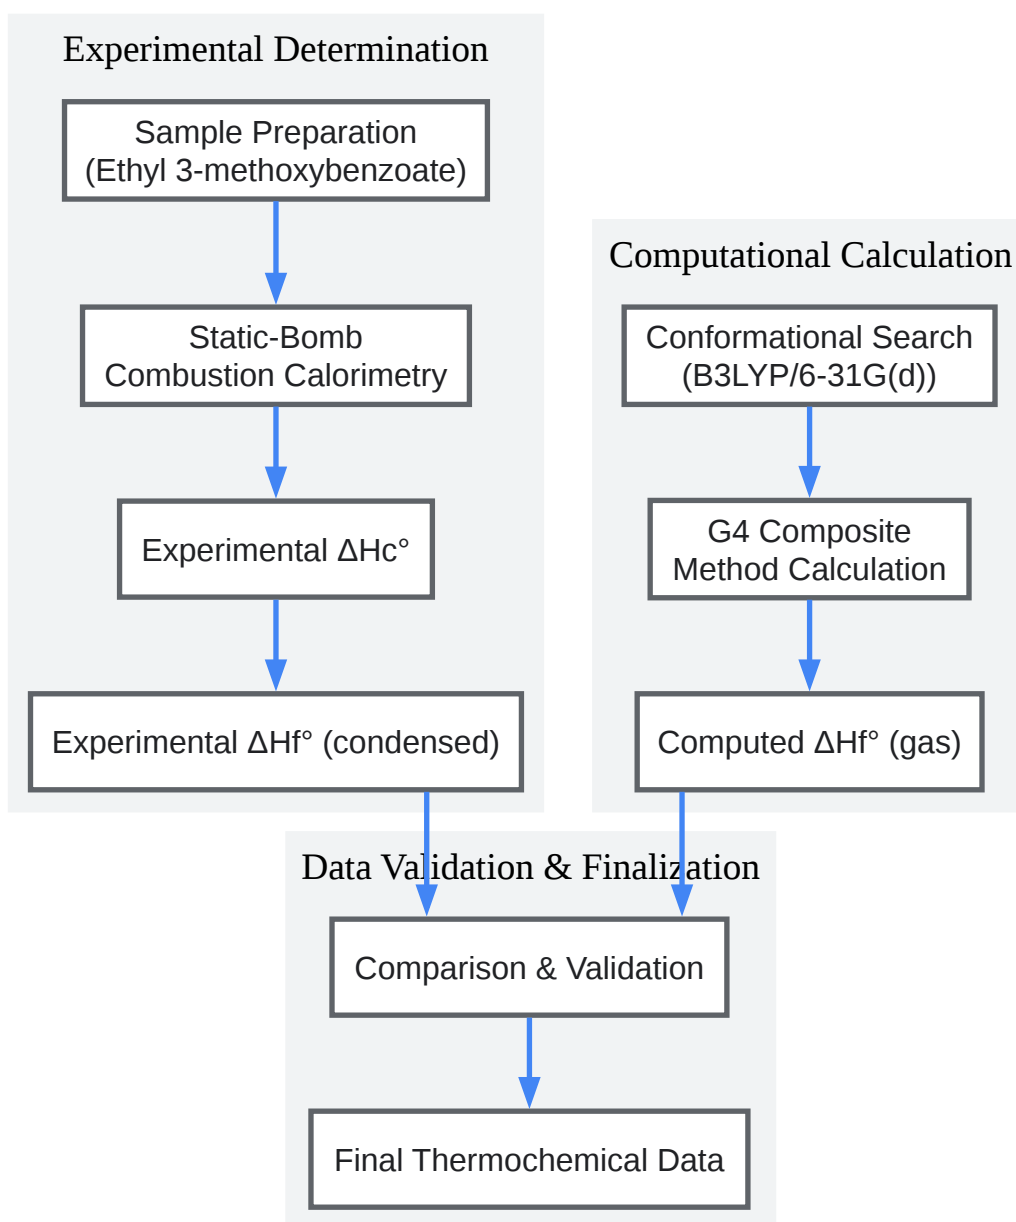 Experimental Determination
Sample Preparation
(Ethyl 3-methoxybenzoate)
Static-Bomb
Combustion Calorimetry
Experimental ΔHc°
Experimental ΔHf° (condensed)
Computational Calculation
Conformational Search
(B3LYP/6-31G(d))
G4 Composite
Method Calculation
Computed ΔHf° (gas)
Data Validation & Finalization
Comparison & Validation
Final Thermochemical Data